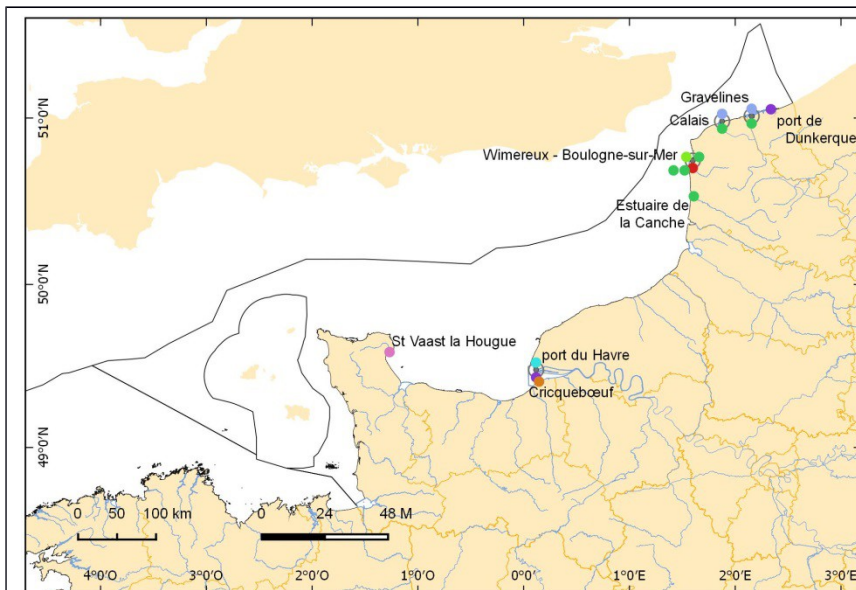 51°0'N
Gravelines
Calais
port de
Dunkerque
Wimereux - Boulogne-sur-Mer
Estuaire de
la Canche
50°0'N
St Vaast la Hougue
port du Havre
Cricquebœuf
49°0'N
0 50 100 km
0 24 48 M
4°0'O 3°0'O 2°0'O 1°0'O 0°0' 1°0'E 2°0'E 3°0'E